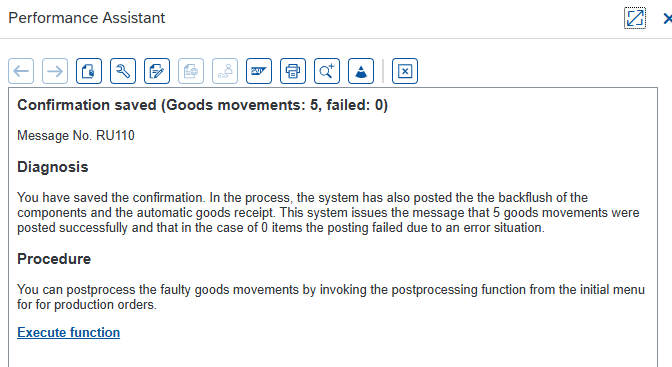 Performance Assistant
SAP
Confirmation saved (Goods movements: 5, failed: 0)
Message No. RU110
Diagnosis
You have saved the confirmation. In the process, the system has also posted the the backflush of the
components and the automatic goods receipt. This system issues the message that 5 goods movements were
posted successfully and that in the case of 0 items the posting failed due to an error situation.
Procedure
You can postprocess the faulty goods movements by invoking the postprocessing function from the initial menu
for for production orders.
Execute function